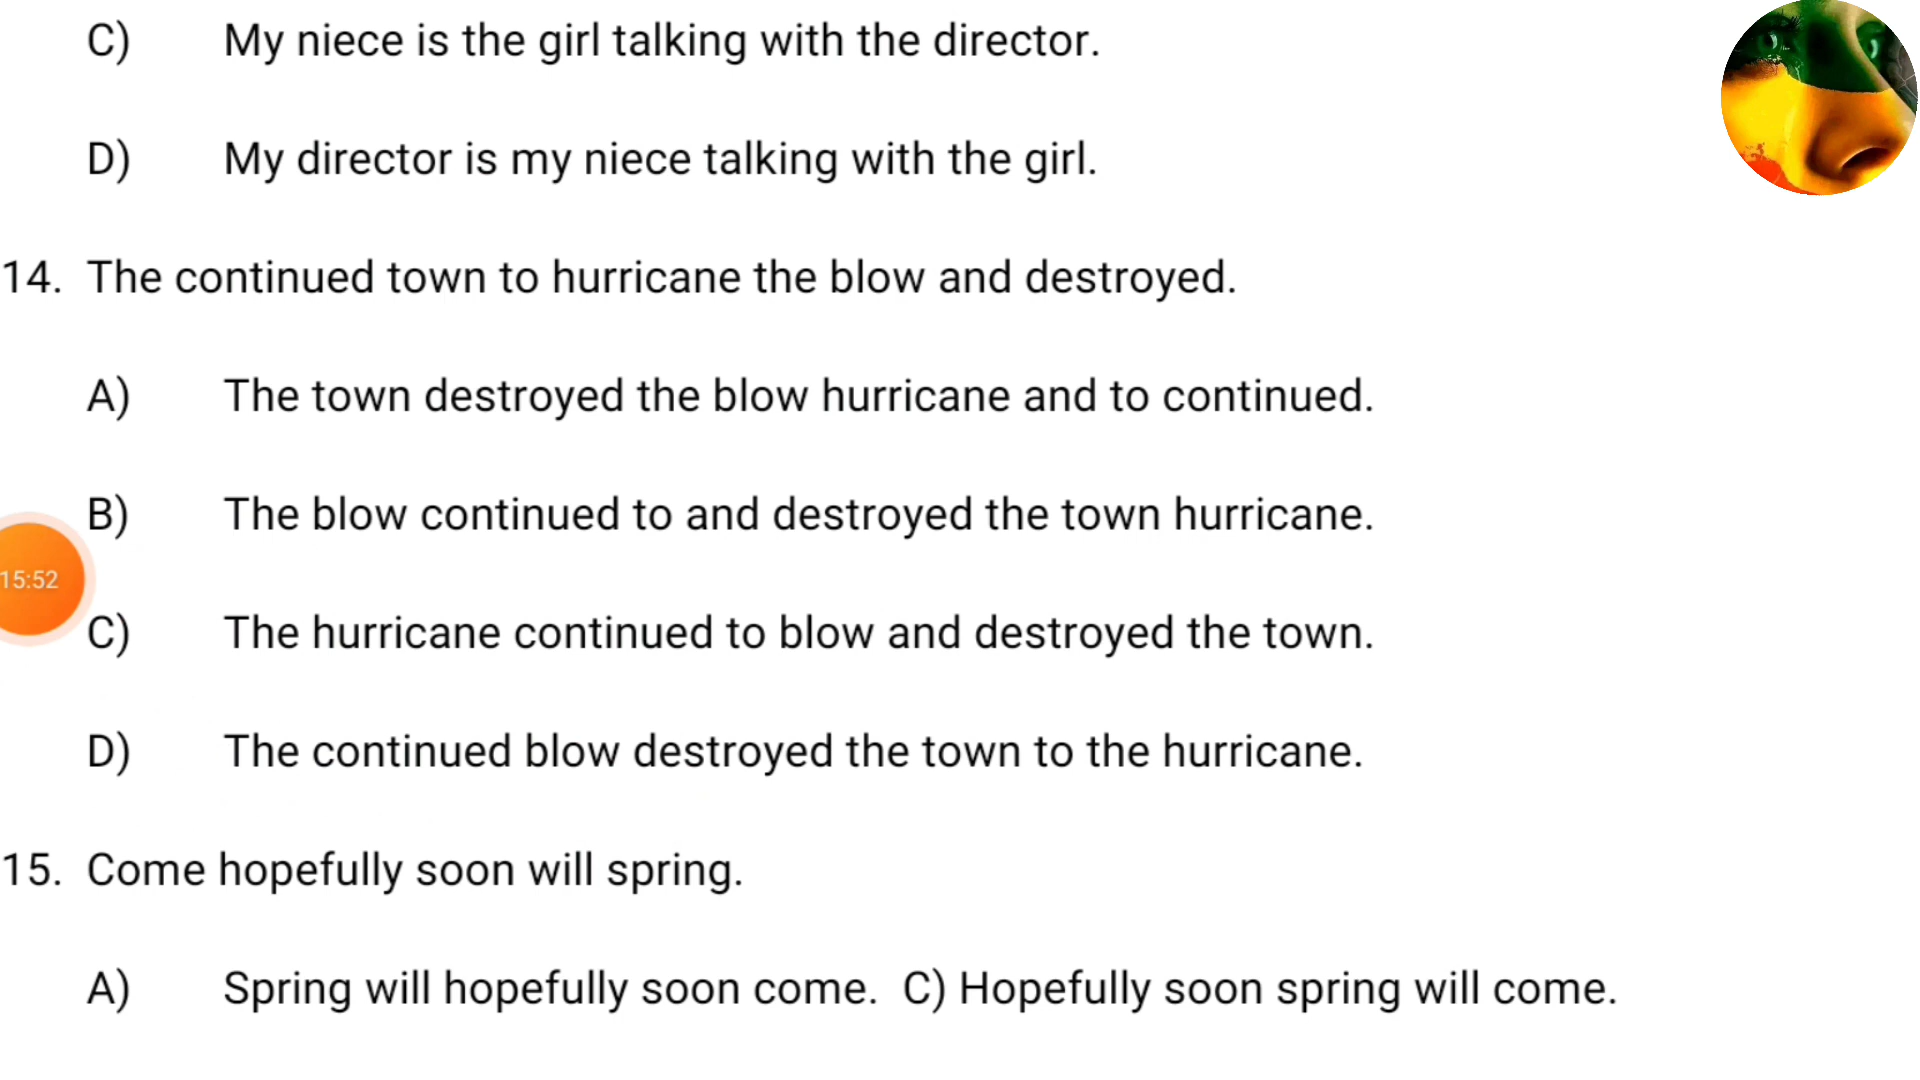 C) My niece is the girl talking with the director.
D) My director is my niece talking with the girl.
14. The continued town to hurricane the blow and destroyed.
A) The town destroyed the blow hurricane and to continued.
B) The blow continued to and destroyed the town hurricane.
15:52
C) The hurricane continued to blow and destroyed the town.
D) The continued blow destroyed the town to the hurricane.
15. Come hopefully soon will spring.
A) Spring will hopefully soon come. C) Hopefully soon spring will come.